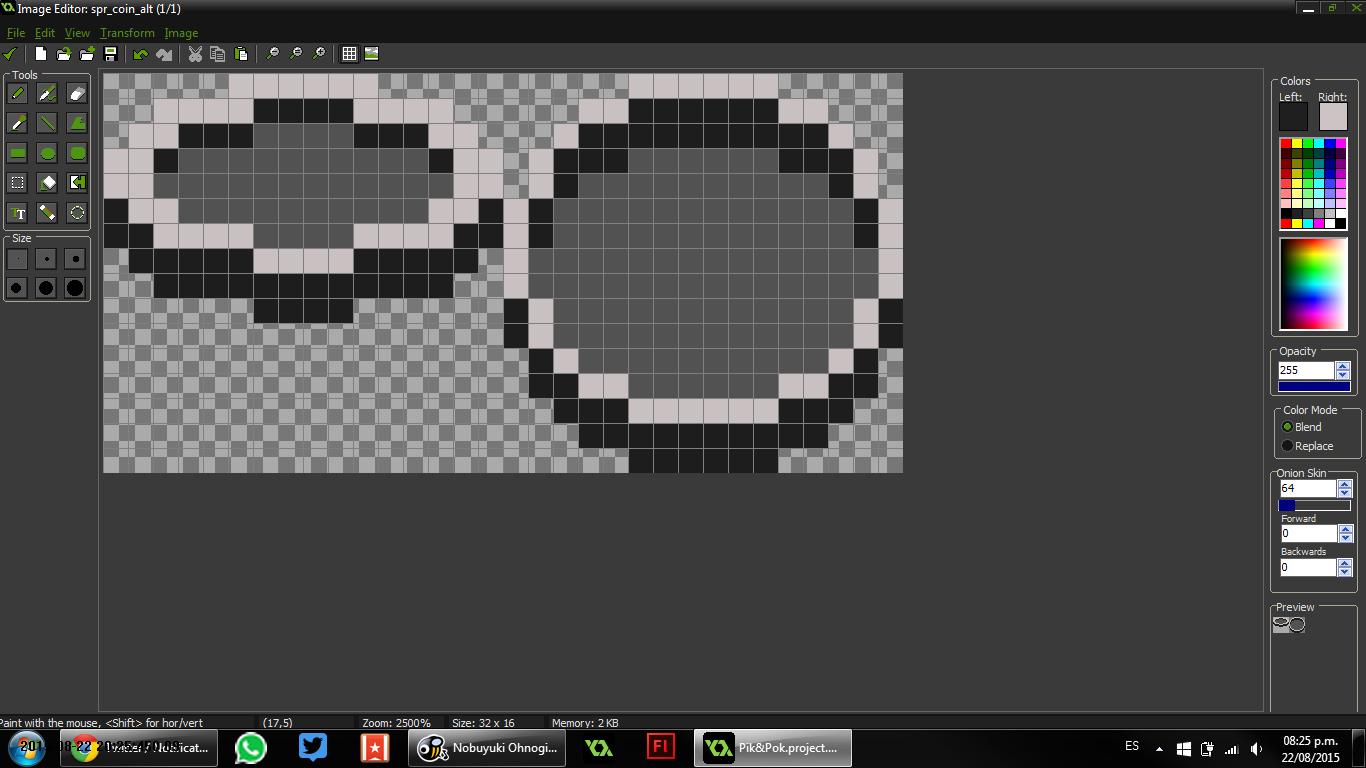 Image Editor: spr_coin_alt (1/1)
File Edit View Transform Image
Tools
TT
Size
Colors
Left: Right:
Opacity
255
Color Mode
Blend
Replace
Onion Skin
64
Forward
0
Backwards
0
Preview
Paint with the mouse, <Shift> for hor/vert (17,5) Zoom: 2500% Size: 32 x 16 Memory: 2 KB
Nobuyuki Ohnogi... Fl Pik&Pok.project.... ES 08:25 p.m.
22/08/2015